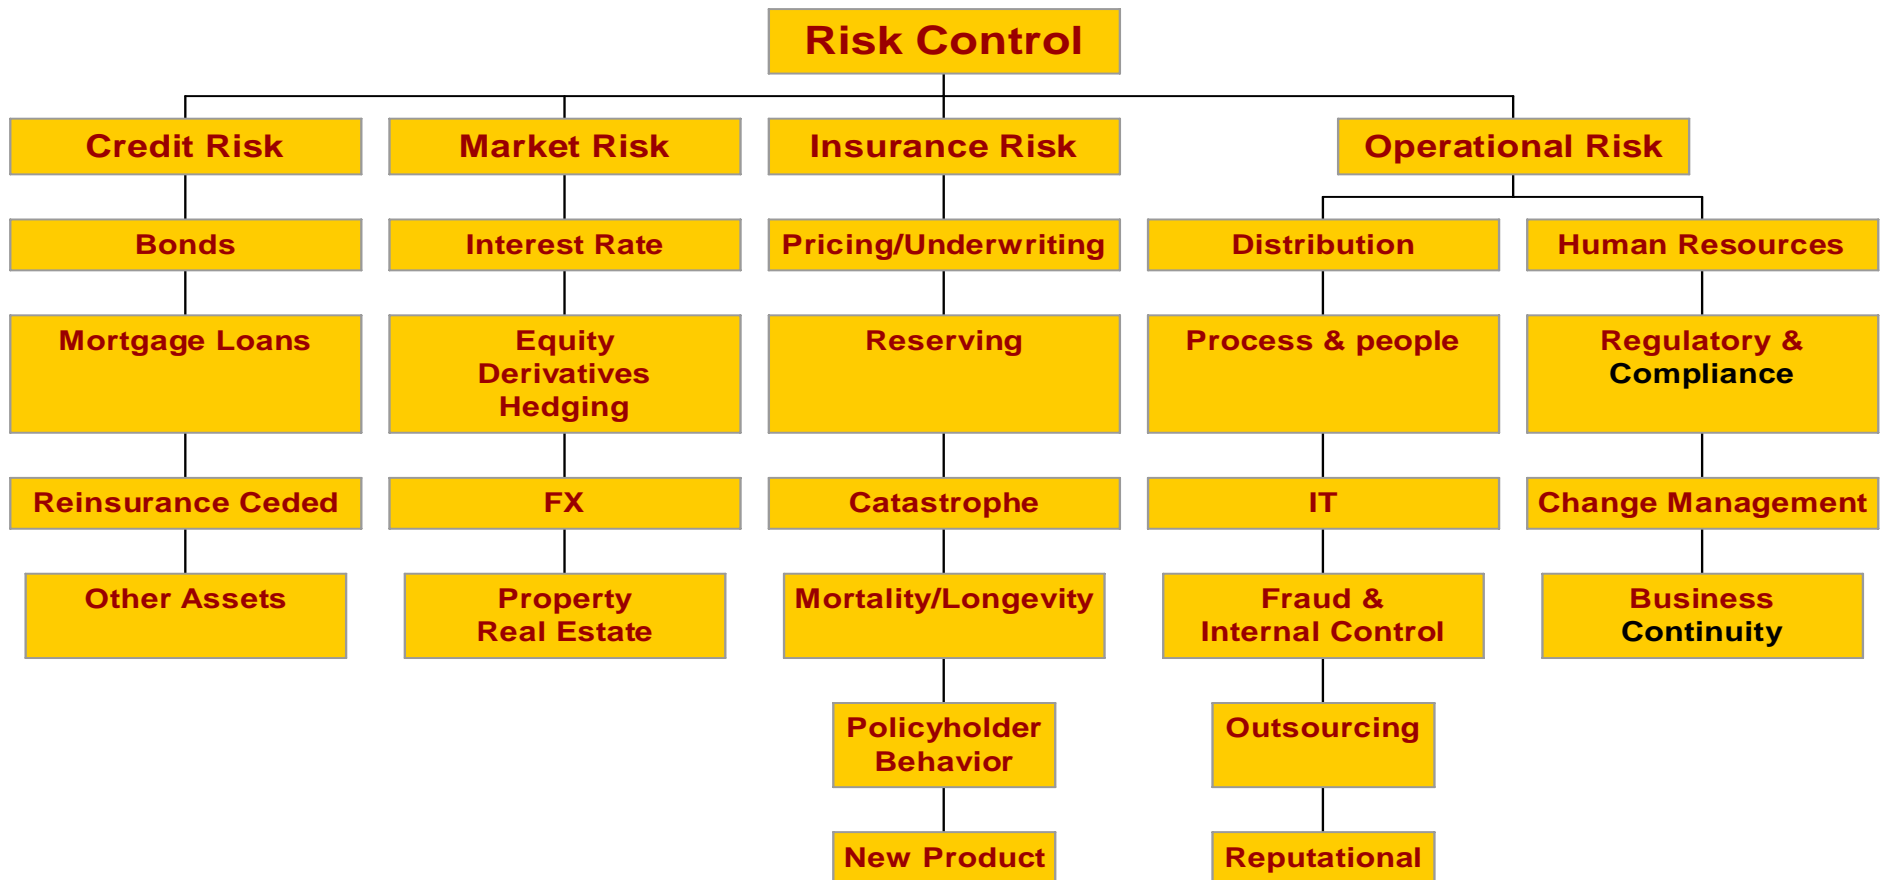 Risk Control
Credit Risk
Market Risk
Insurance Risk
Operational Risk
Bonds
Interest Rate
Pricing/Underwriting
Distribution
Human Resources
Mortgage Loans
Equity
Derivatives
Hedging
Reserving
Process & people
Regulatory &
Compliance
Reinsurance Ceded
FX
Catastrophe
IT
Change Management
Other Assets
Property
Real Estate
Mortality/Longevity
Fraud &
Internal Control
Business
Continuity
Policyholder
Behavior
Outsourcing
New Product
Reputational